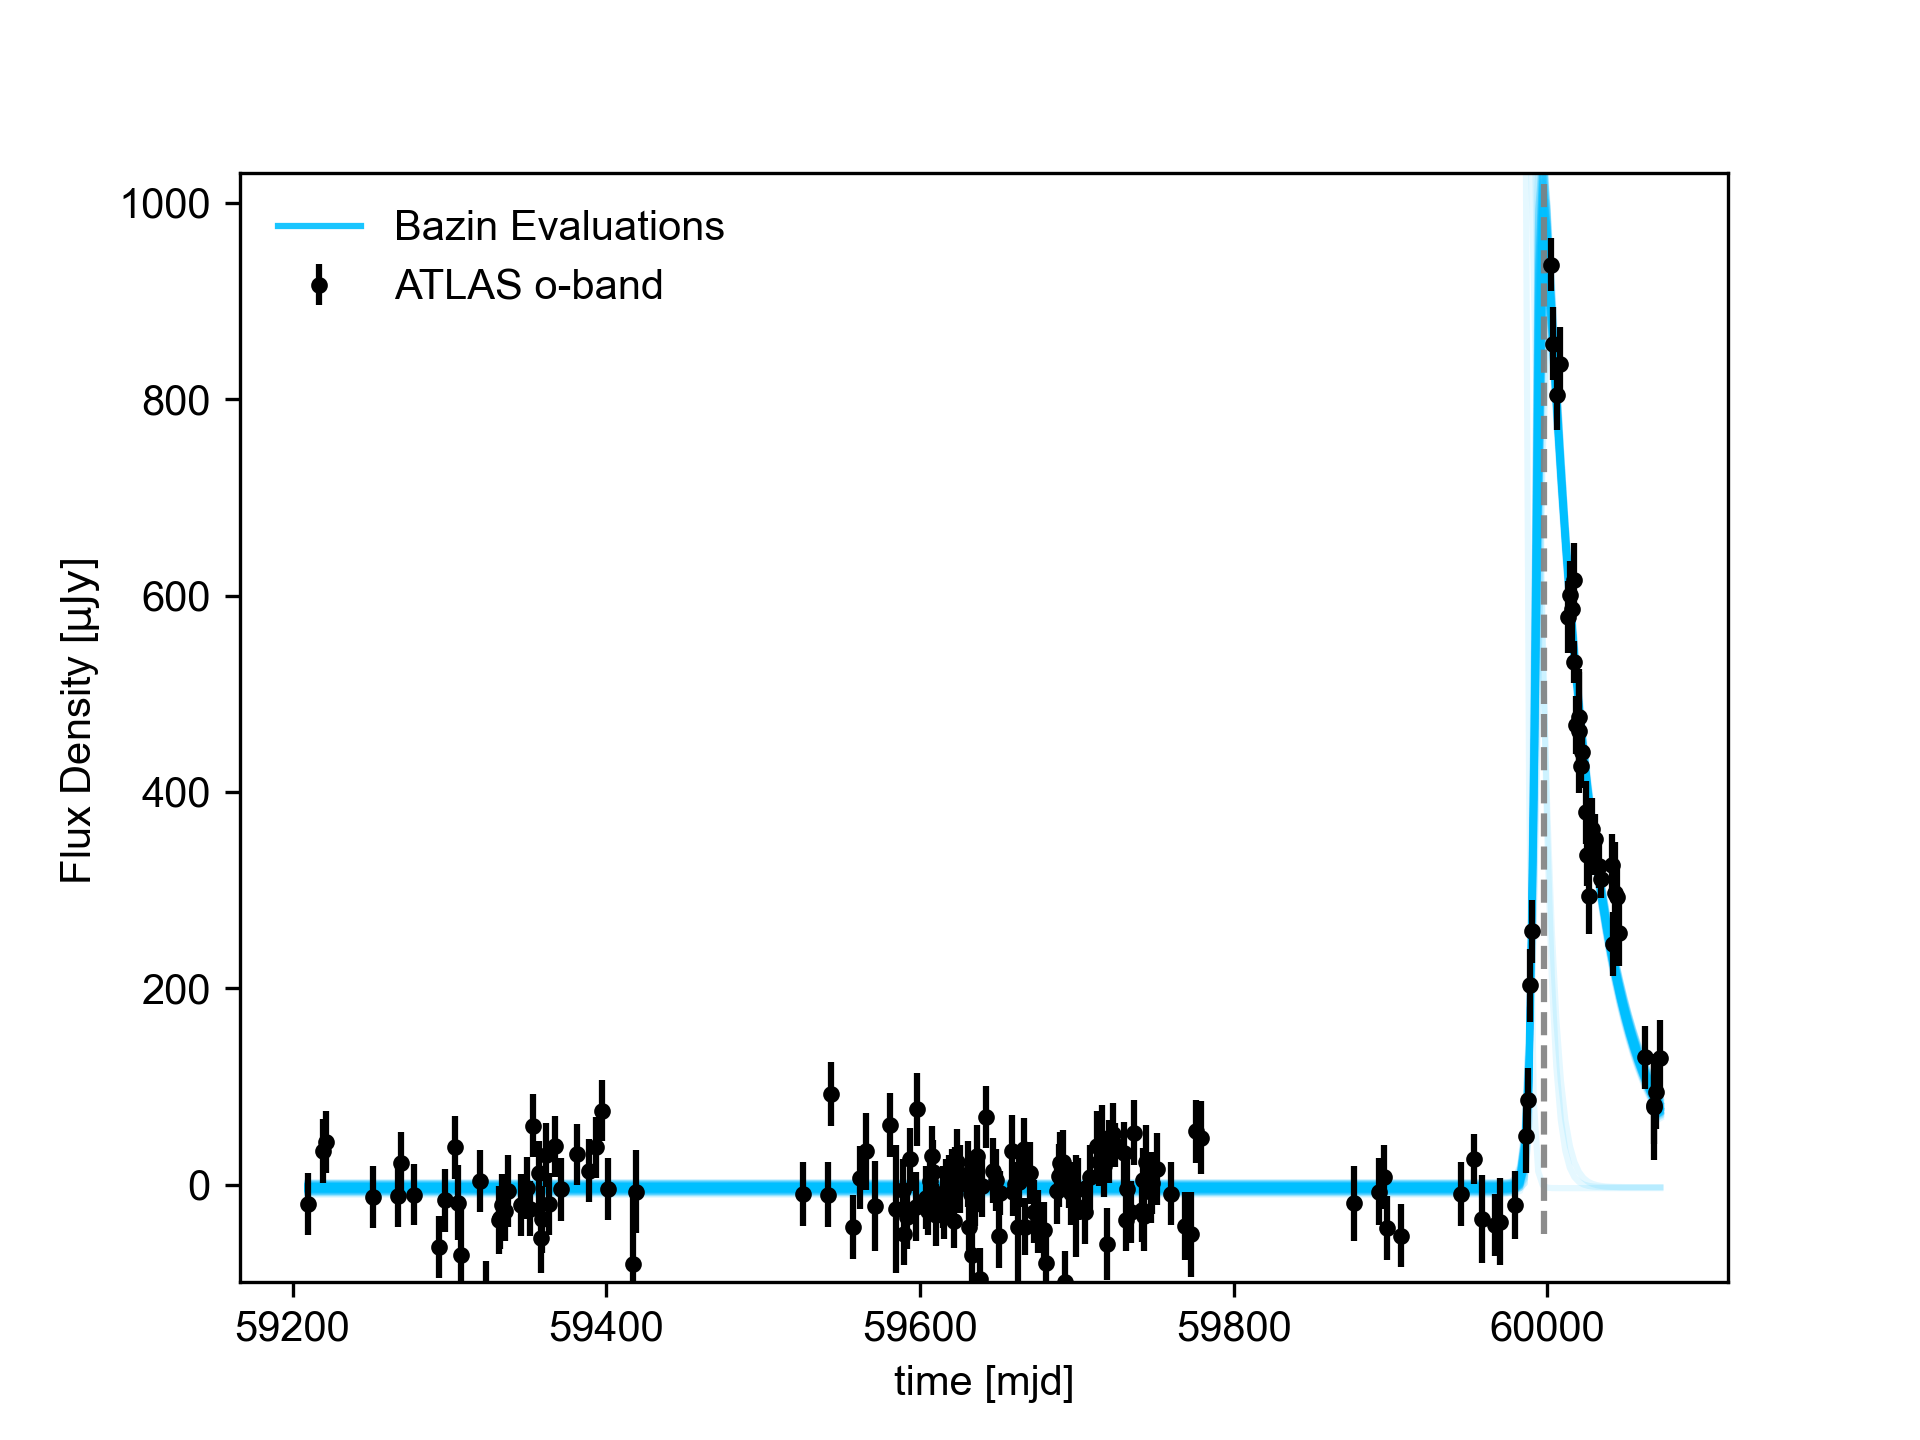 Bazin Evaluations
ATLAS o-band
1000
800
600
400
200
0
Flux Density [µJy]
59200 59400 59600 59800 60000
time [mjd]